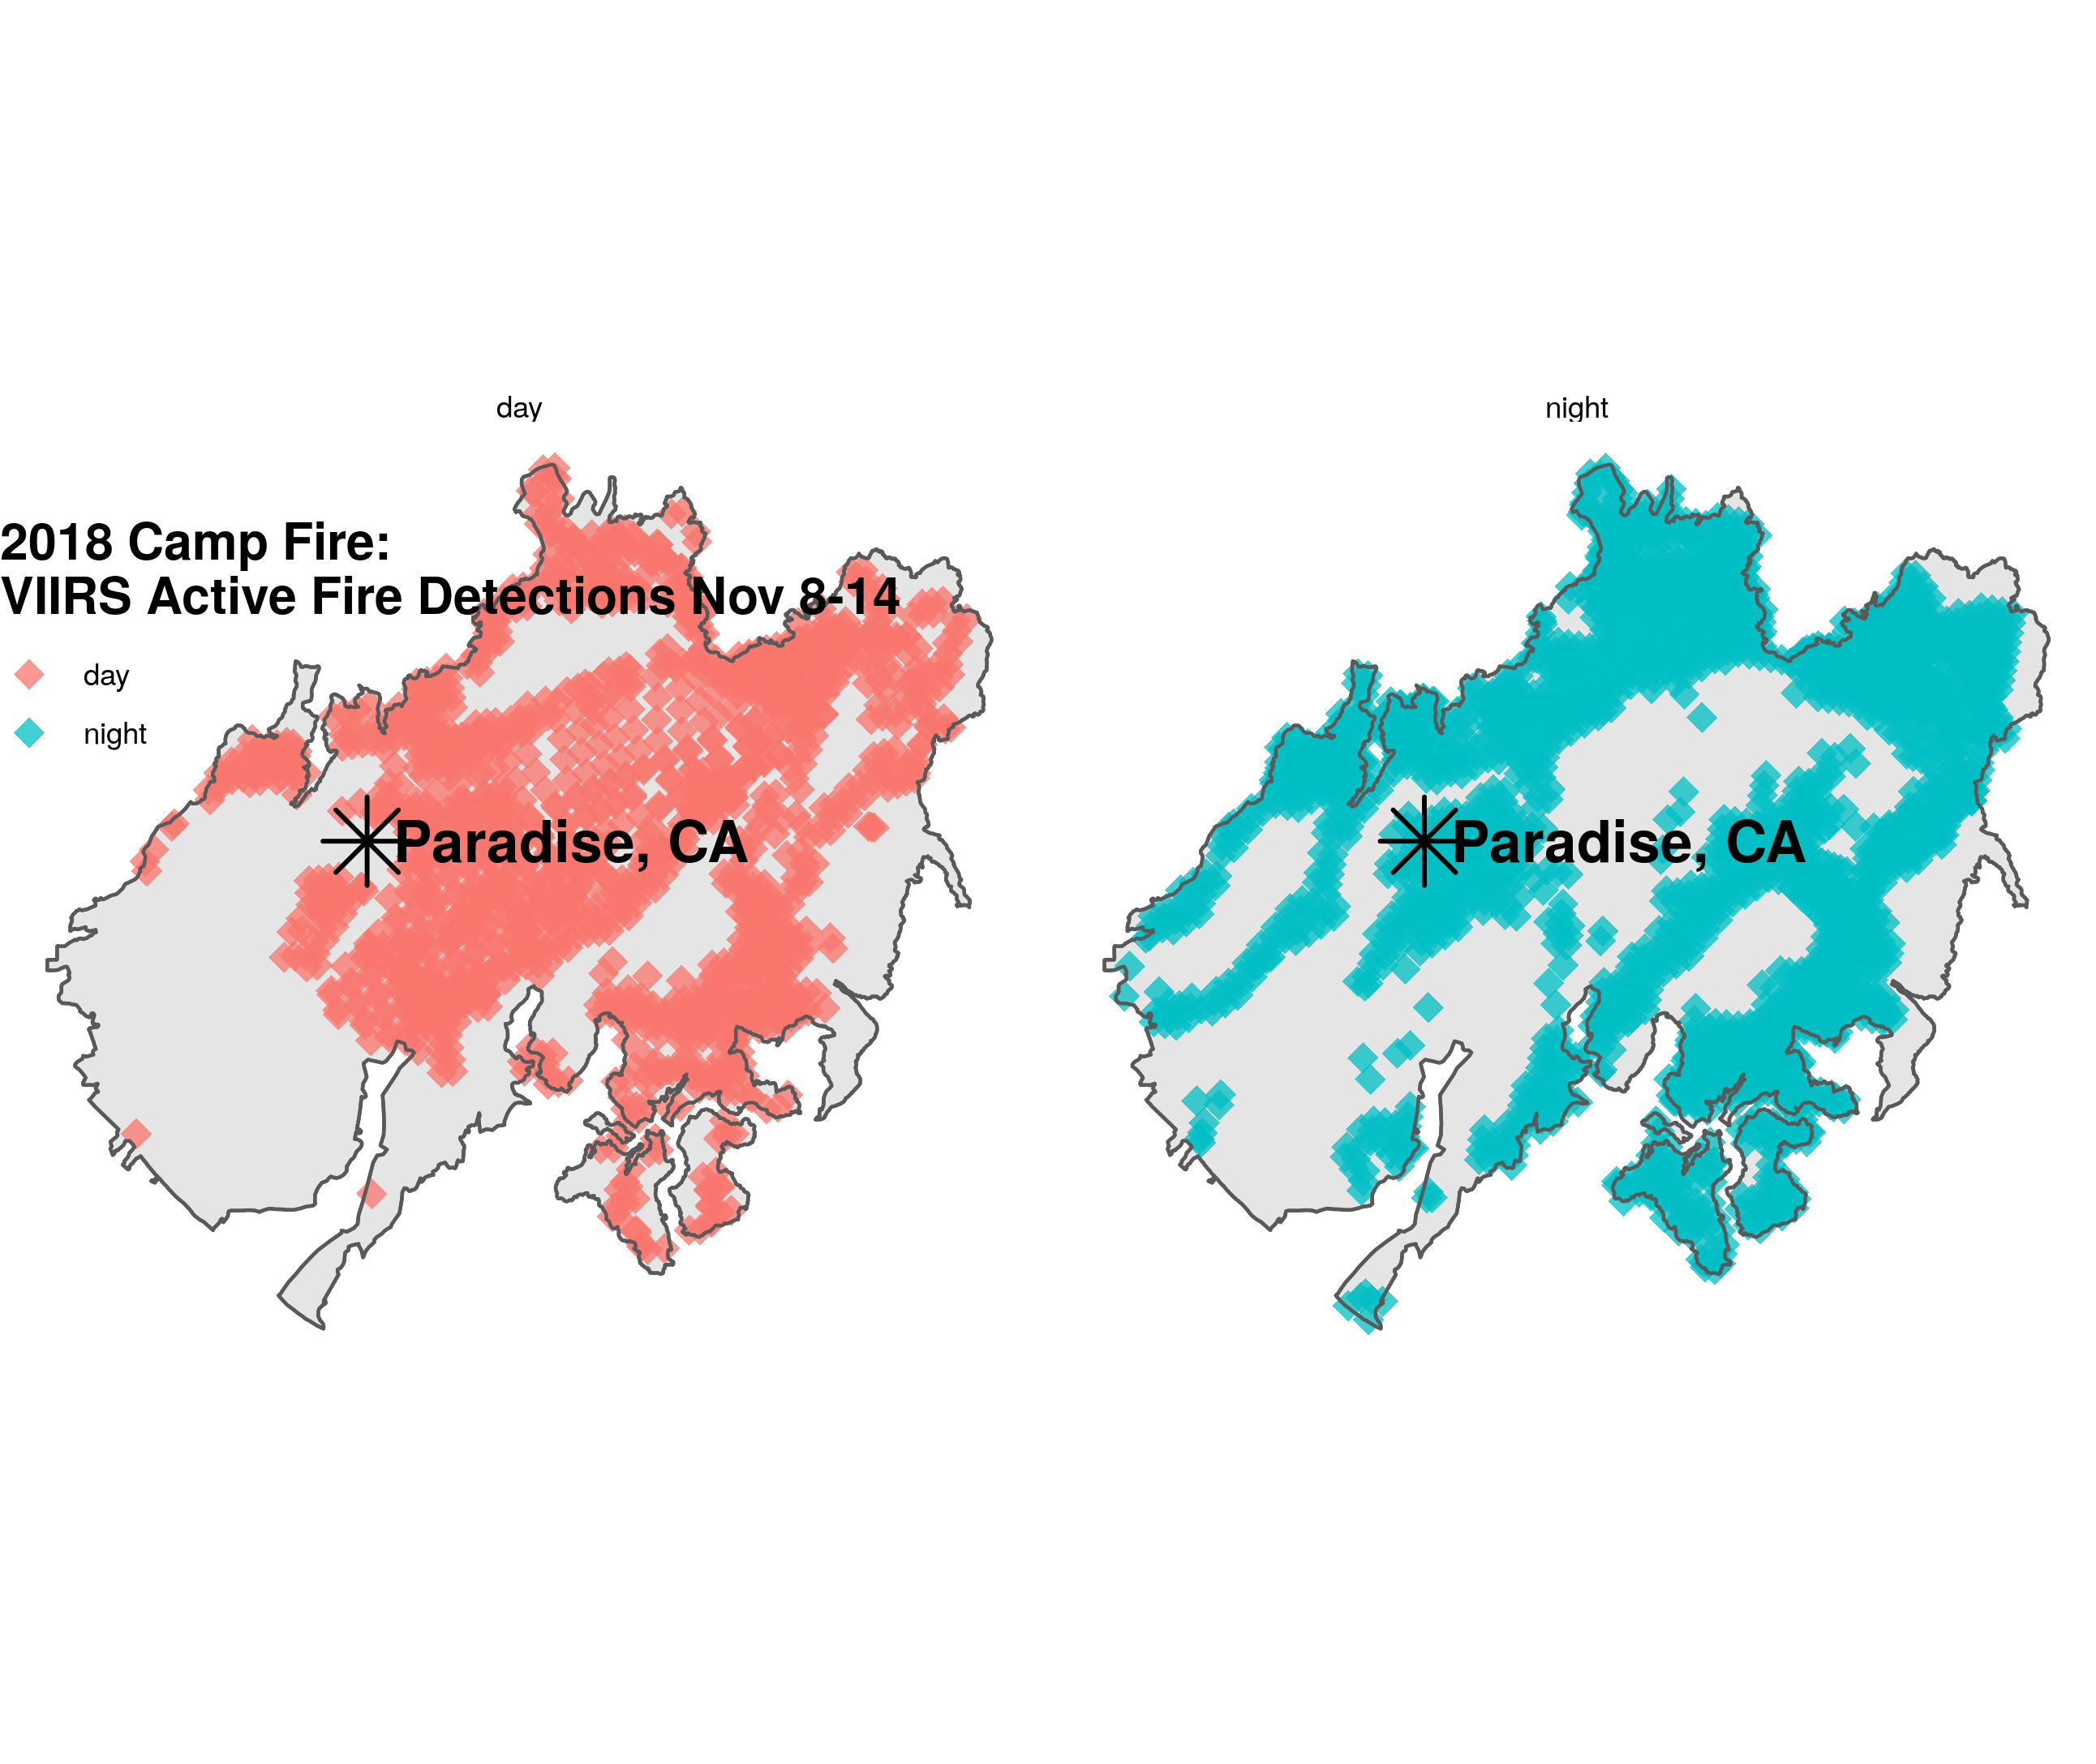 day
night
2018 Camp Fire:
VIIRS Active Fire Detections Nov 8-14
day
night
Paradise, CA
Paradise, CA